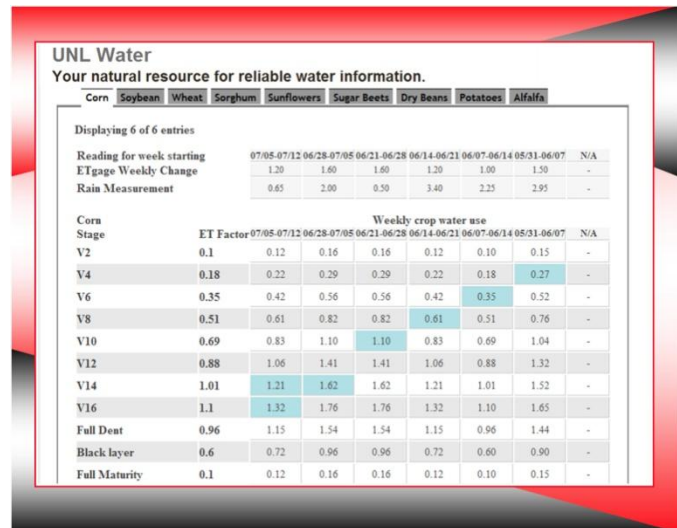 UNL Water
Your natural resource for reliable water information.
Corn Soybean Wheat Sorghum Sunflowers Sugar Beets Dry Beans Potatoes Alfalfa
Displaying 6 of 6 entries
Reading for week starting 07/05-07/12 06/28-07/05 06/21-06/28 06/14-06/21 06/07-06/14 05/31-06/07 N/A
ETgage Weekly Change 1.20 1.60 1.60 1.20 1.00 1.50 -
Rain Measurement 0.65 2.00 0.50 3.40 2.25 2.95 -
Corn Weekly crop water use
Stage ET Factor 07/05-07/12 06/28-07/05 06/21-06/28 06/14-06/21 06/07-06/14 05/31-06/07 N/A
V2 0.1 0.12 0.16 0.16 0.12 0.10 0.15 -
V4 0.18 0.22 0.29 0.29 0.22 0.18 0.27 -
V6 0.35 0.42 0.56 0.56 0.42 0.35 0.52 -
V8 0.51 0.61 0.82 0.82 0.61 0.51 0.76 -
V10 0.69 0.83 1.10 1.10 0.83 0.69 1.04 -
V12 0.88 1.06 1.41 1.41 1.06 0.88 1.32 -
V14 1.01 1.21 1.62 1.62 1.21 1.01 1.52 -
V16 1.1 1.32 1.76 1.76 1.32 1.10 1.65 -
Full Dent 0.96 1.15 1.54 1.54 1.15 0.96 1.44 -
Black layer 0.6 0.72 0.96 0.96 0.72 0.60 0.90 -
Full Maturity 0.1 0.12 0.16 0.16 0.12 0.10 0.15 -